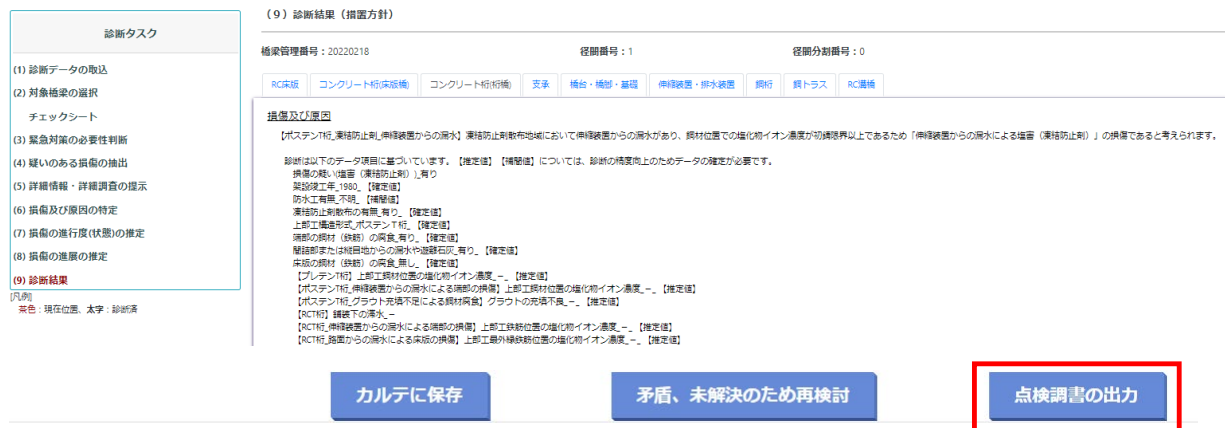 診断タスク
(1) 診断データの取込
(2) 対象橋梁の選択
チェックシート
(3) 緊急対策の必要性判断
(4) 疑いのある損傷の抽出
(5) 詳細情報・詳細調査の提示
(6) 損傷及び原因の特定
(7) 損傷の進行度(状態)の推定
(8) 損傷の進展の推定
(9) 診断結果
[凡例]
茶色：現在位置、太字：診断済
（9）診断結果（措置方針）
橋梁管理番号：20220218 径間番号：1 径間分割番号：0
RC床版 コンクリート桁(床版橋) コンクリート桁(桁橋) 支承 橋台・橋脚・基礎 伸縮装置・排水装置 鋼桁 鋼トラス RC溝橋
損傷及び原因
【ポステンT桁_凍結防止剤_伸縮装置からの漏水】凍結防止剤散布地域において伸縮装置からの漏水があり、鋼材位置での塩化物イオン濃度が初錆限界以上であるため「伸縮装置からの漏水による塩害（凍結防止剤）」の損傷であると考えられます。
診断は以下のデータ項目に基づいています。【推定値】【補間値】については、診断の精度向上のためデータの確定が必要です。
損傷の疑い(塩害（凍結防止剤）)_有り
架設竣工年_1980_【確定値】
防水工有無_不明_【補間値】
凍結防止剤散布の有無_有り_【確定値】
上部工構造形式_ポステンT桁_【確定値】
端部の鋼材（鉄筋）の腐食_有り_【確定値】
間詰部または縦目地からの漏水や遊離石灰_有り_【確定値】
床版の鋼材（鉄筋）の腐食_無し_【確定値】
【プレテンT桁】上部工鋼材位置の塩化物イオン濃度_－_【推定値】
【ポステンT桁_伸縮装置からの漏水による端部の損傷】上部工鋼材位置の塩化物イオン濃度_－_【推定値】
【ポステンT桁_グラウト充填不足による鋼材腐食】グラウトの充填不良_－_【推定値】
【RCT桁】舗装下の滞水_－
【RCT桁_伸縮装置からの漏水による端部の損傷】上部工鉄筋位置の塩化物イオン濃度_－_【推定値】
【RCT桁_路面からの漏水による床版の損傷】上部工最外縁鉄筋位置の塩化物イオン濃度_－_【推定値】
カルテに保存 矛盾、未解決のため再検討 点検調書の出力